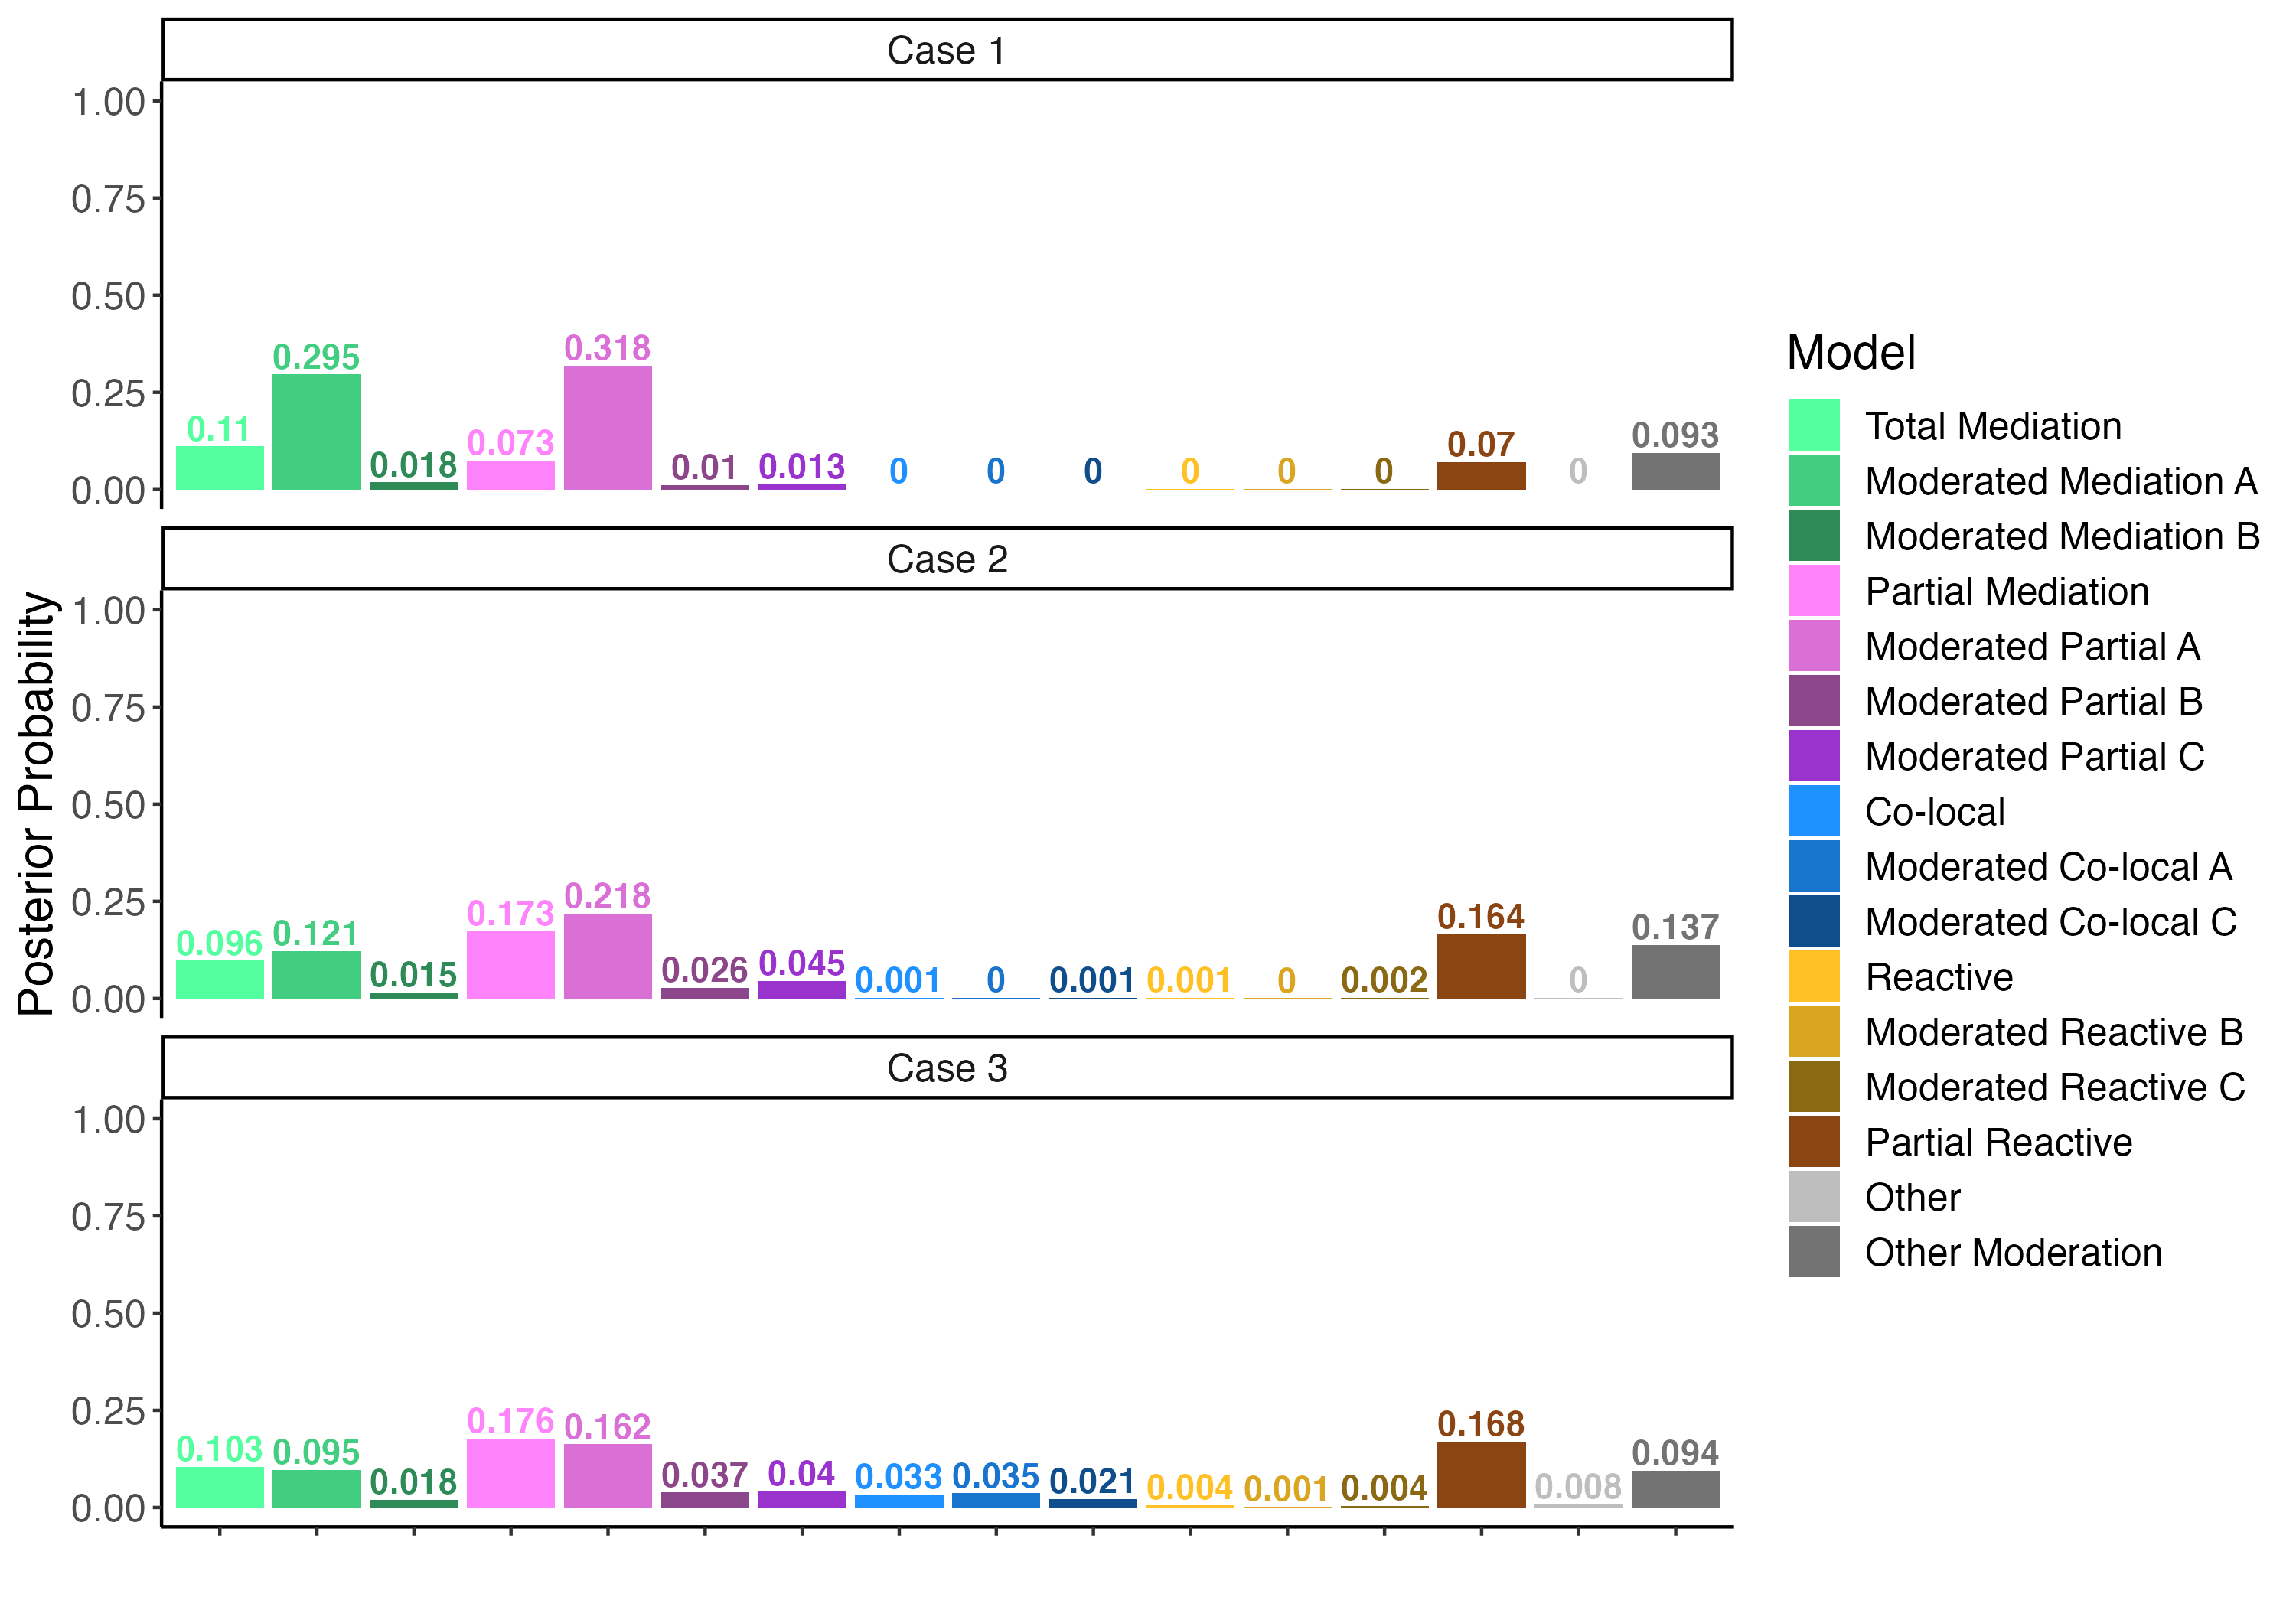 Case 1
1.00
0.75
0.50
0.25
0.00
0.11 0.295 0.018 0.073 0.318 0.01 0.013 0 0 0 0 0 0 0.07 0 0.093
Case 2
1.00
0.75
0.50
0.25
0.00
0.096 0.121 0.015 0.173 0.218 0.026 0.045 0.001 0 0.001 0.001 0 0.002 0.164 0 0.137
Case 3
1.00
0.75
0.50
0.25
0.00
0.103 0.095 0.018 0.176 0.162 0.037 0.04 0.033 0.035 0.021 0.004 0.001 0.004 0.168 0.008 0.094
Posterior Probability
Model
Total Mediation
Moderated Mediation A
Moderated Mediation B
Partial Mediation
Moderated Partial A
Moderated Partial B
Moderated Partial C
Co-local
Moderated Co-local A
Moderated Co-local C
Reactive
Moderated Reactive B
Moderated Reactive C
Partial Reactive
Other
Other Moderation